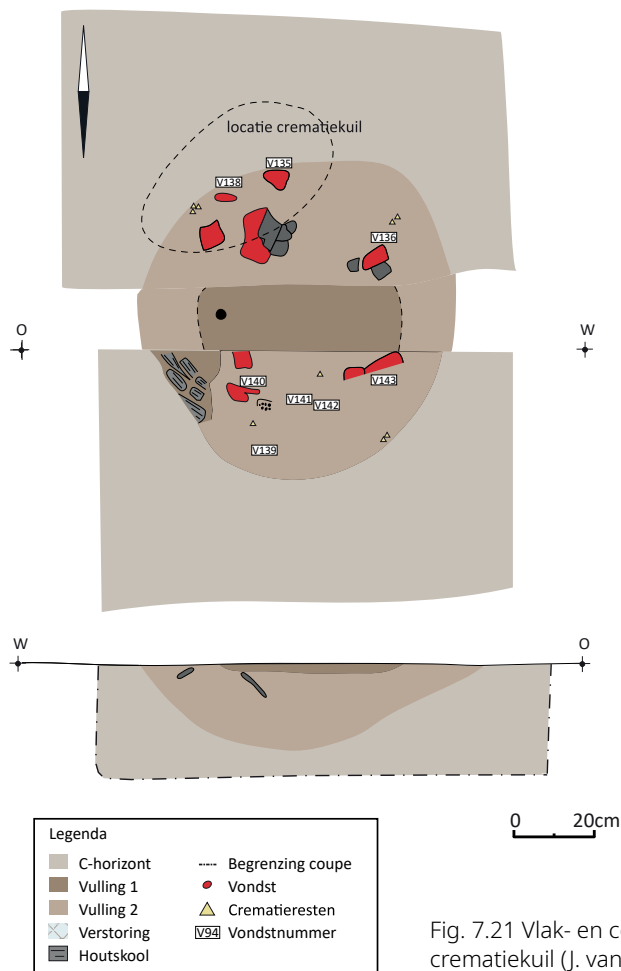 locatie crematiekuil
V135
V138
V136
O
W
V140
V143
V141
V142
V139
W
O
0 20cm
Legenda
C-horizont
Vulling 1
Vulling 2
Verstoring
Houtskool
Begrenzing coupe
Vondst
Crematieresten
V94 Vondstnummer
Fig. 7.21 Vlak- en c
crematiekuil (J. van